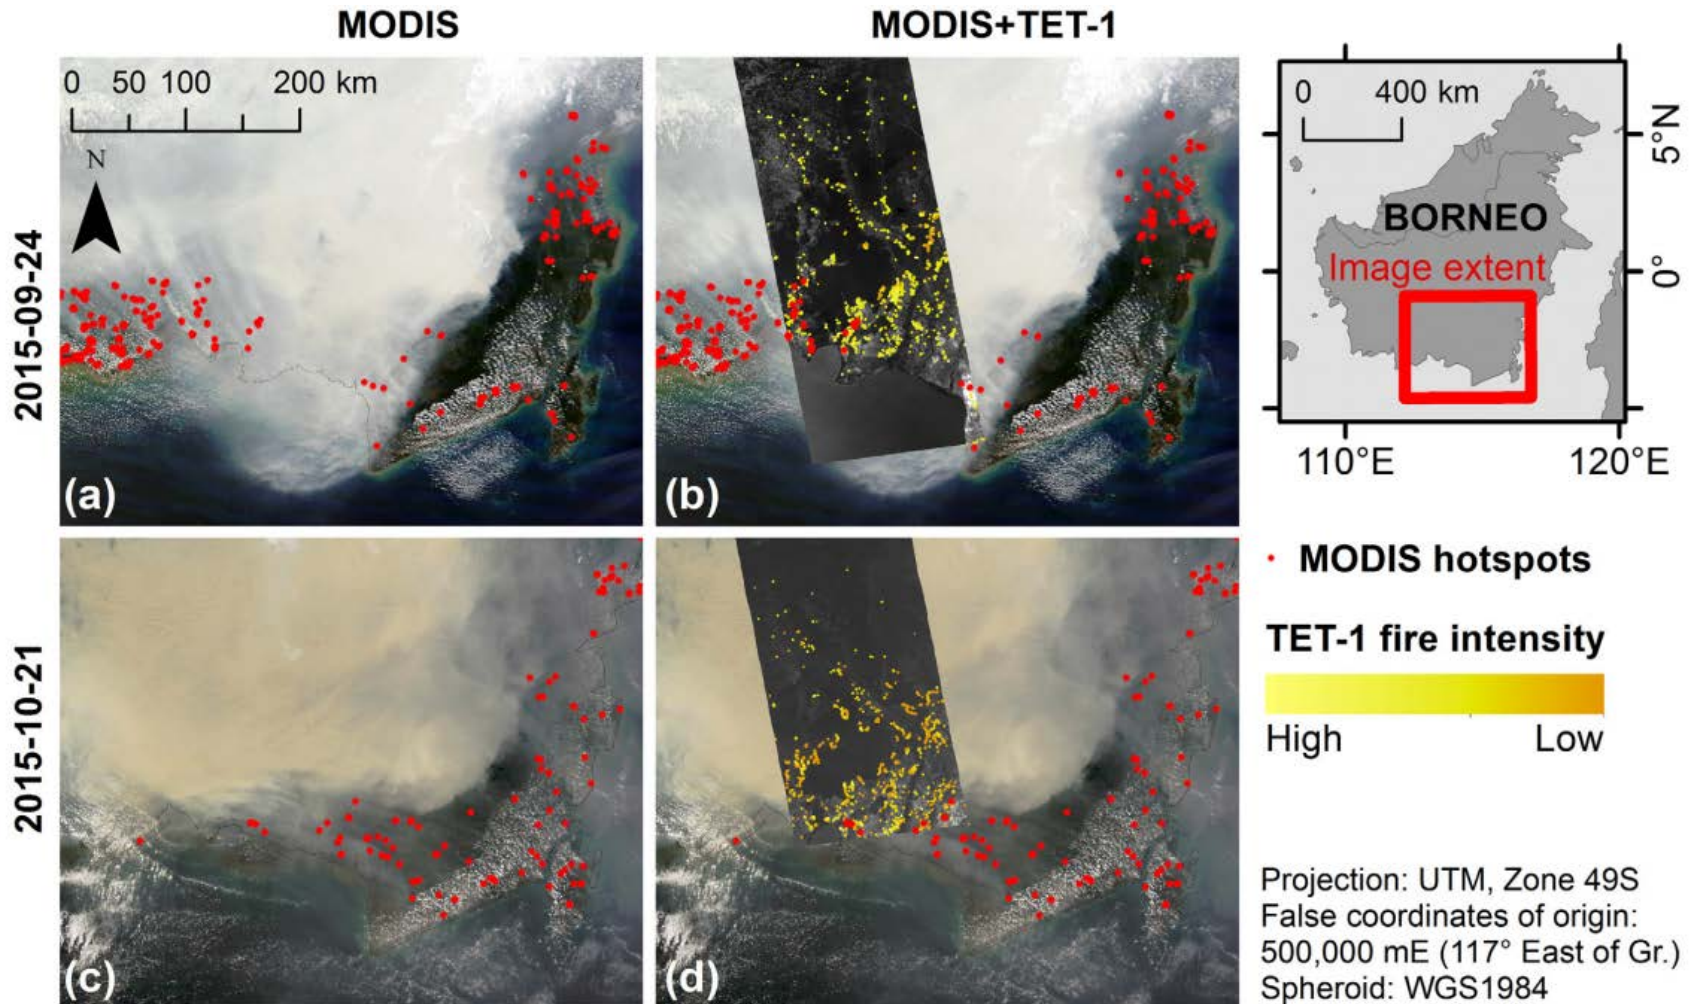 MODIS
MODIS+TET-1
0 50 100 200 km
N
2015-09-24
(a)
(b)
0 400 km
BORNEO
Image extent
5°N
0°
110°E 120°E
2015-10-21
(c)
(d)
MODIS hotspots
TET-1 fire intensity
High Low
Projection: UTM, Zone 49S
False coordinates of origin:
500,000 mE (117° East of Gr.)
Spheroid: WGS1984